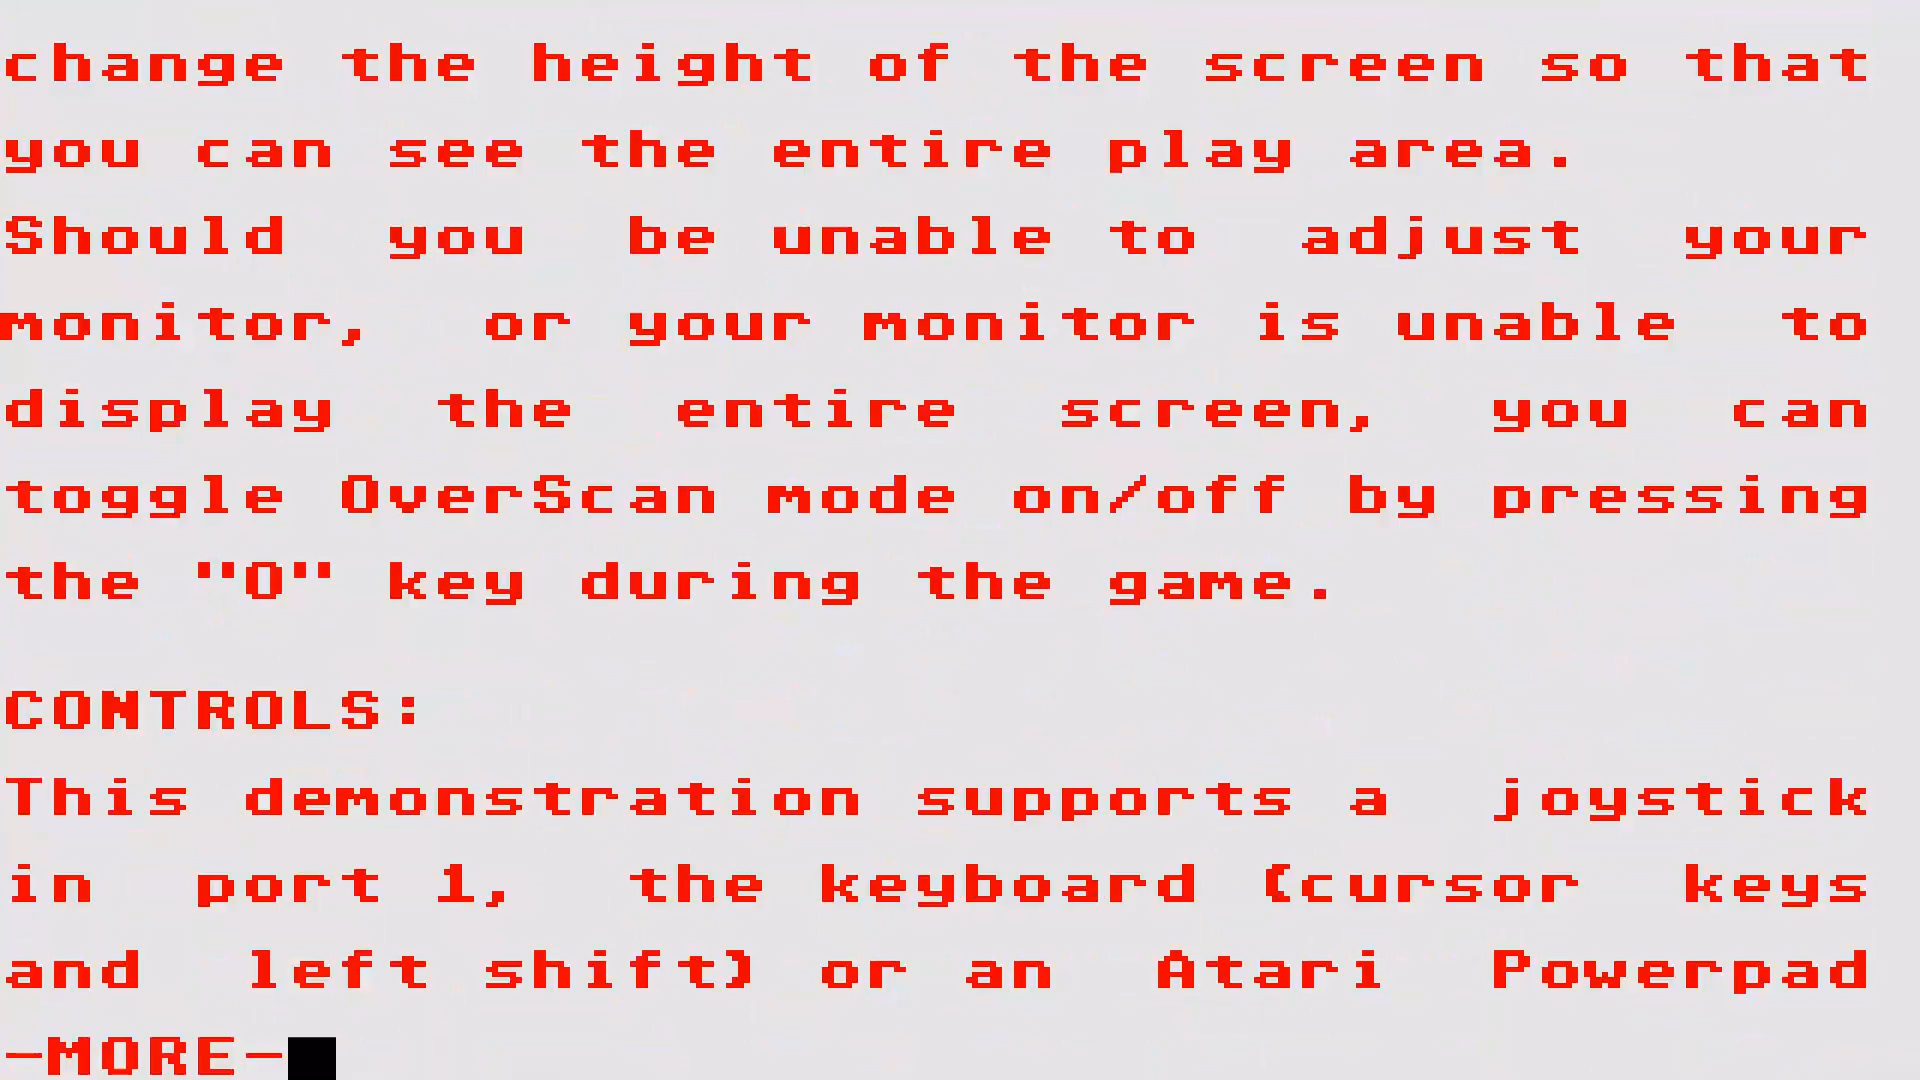 change the height of the screen so that
you can see the entire play area.
Should you be unable to adjust your
monitor, or your monitor is unable to
display the entire screen, you can
toggle OverScan mode on/off by pressing
the "O" key during the game.
CONTROLS:
This demonstration supports a joystick
in port 1, the keyboard (cursor keys
and left shift) or an Atari Powerpad
-MORE-